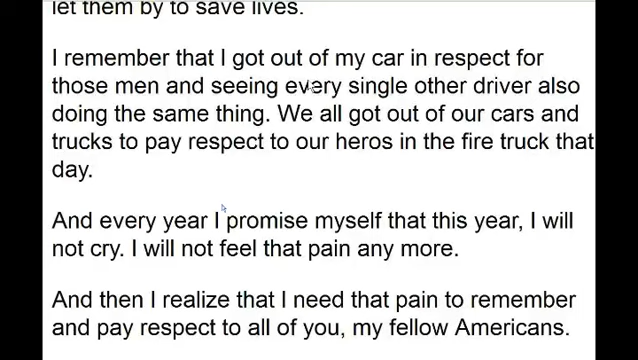 let them by to save lives.
I remember that I got out of my car in respect for
those men and seeing every single other driver also
doing the same thing. We all got out of our cars and
trucks to pay respect to our heros in the fire truck that
day.
And every year I promise myself that this year, I will
not cry. I will not feel that pain any more.
And then I realize that I need that pain to remember
and pay respect to all of you, my fellow Americans.